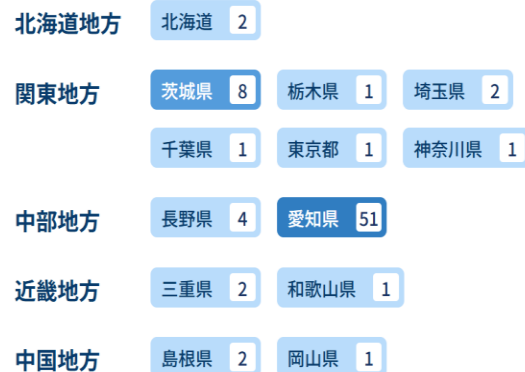 北海道地方 北海道 2
関東地方 茨城県 8 栃木県 1 埼玉県 2
千葉県 1 東京都 1 神奈川県 1
中部地方 長野県 4 愛知県 51
近畿地方 三重県 2 和歌山県 1
中国地方 島根県 2 岡山県 1